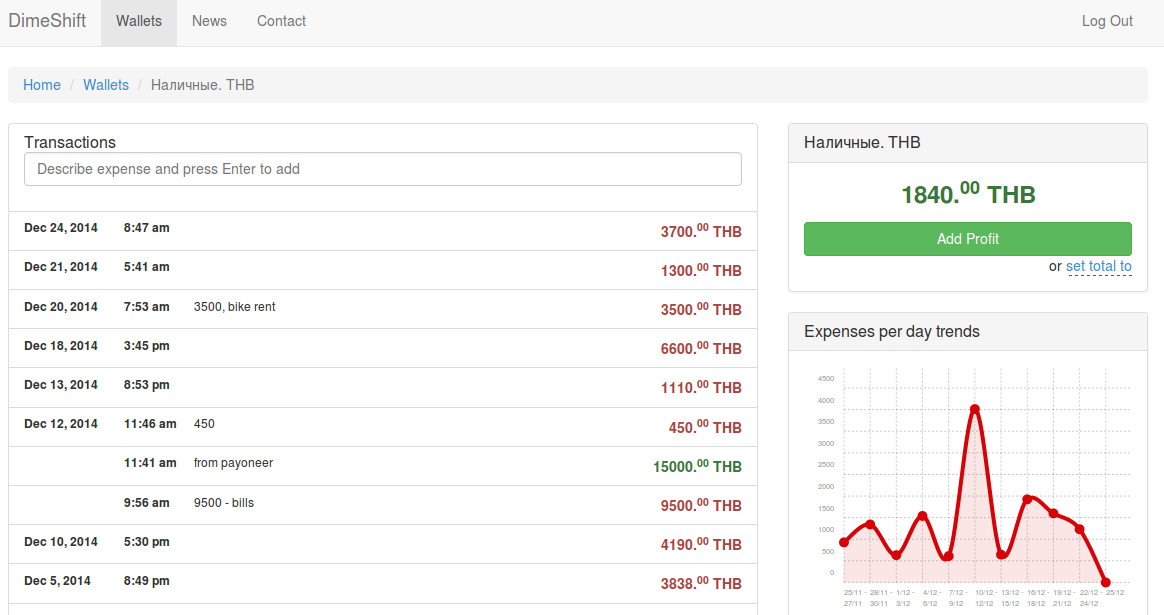 DimeShift Wallets News Contact Log Out
Home / Wallets / Наличные. THB
Transactions
Describe expense and press Enter to add
Dec 24, 2014 8:47 am 3700.00 THB
Dec 21, 2014 5:41 am 1300.00 THB
Dec 20, 2014 7:53 am 3500, bike rent 3500.00 THB
Dec 18, 2014 3:45 pm 6600.00 THB
Dec 13, 2014 8:53 pm 1110.00 THB
Dec 12, 2014 11:46 am 450 450.00 THB
11:41 am from payoneer 15000.00 THB
9:56 am 9500 - bills 9500.00 THB
Dec 10, 2014 5:30 pm 4190.00 THB
Dec 5, 2014 8:49 pm 3838.00 THB
Наличные. THB
1840.00 THB
Add Profit
or set total to
Expenses per day trends
4500
4000
3500
3000
2500
2000
1500
1000
500
0
25/11 - 28/11 - 1/12 - 4/12 - 7/12 - 10/12 - 13/12 - 16/12 - 19/12 - 22/12 - 25/12
27/11 30/11 3/12 6/12 9/12 12/12 15/12 18/12 21/12 24/12